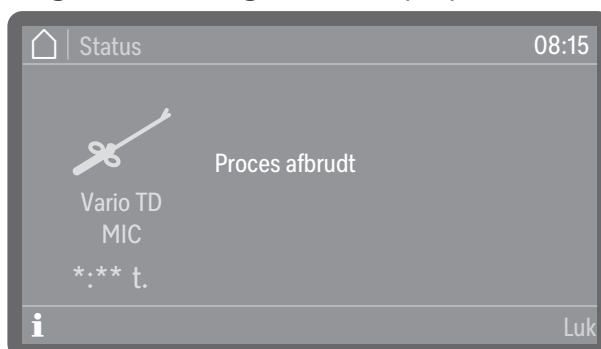 Status
08:15
Proces afbrudt
Vario TD
MIC
*:** t.
i
Luk